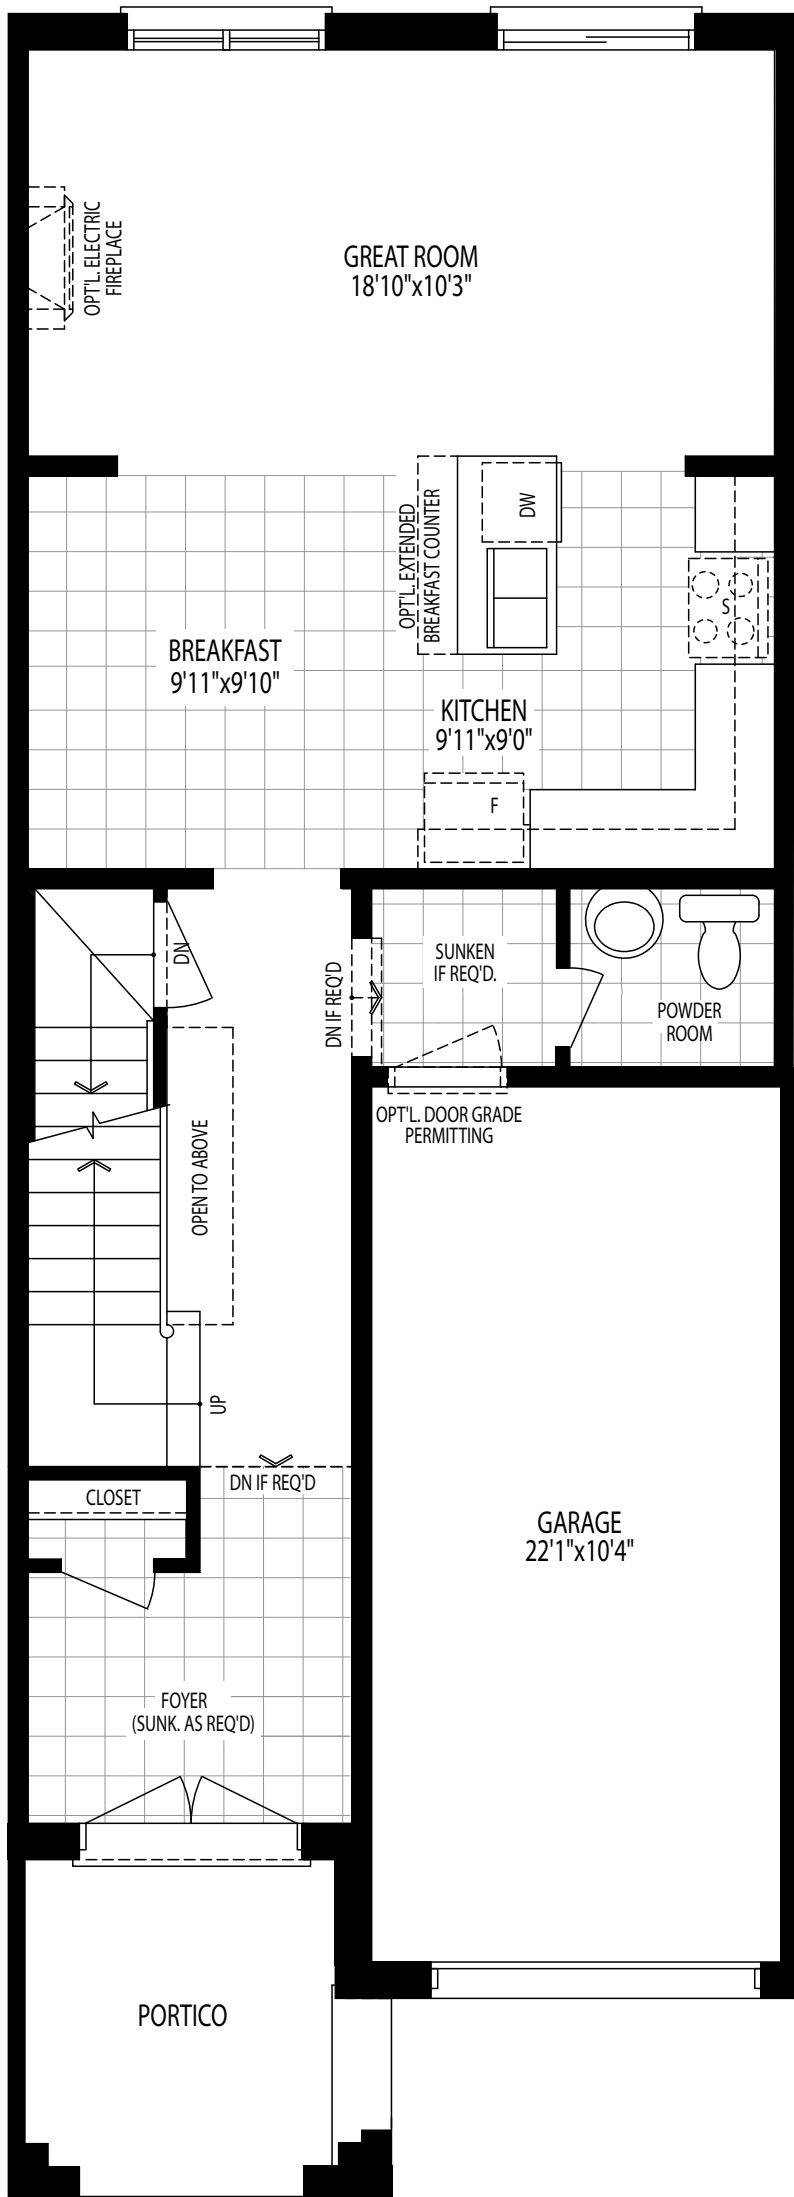 OPT'L. ELECTRIC
FIREPLACE
GREAT ROOM
18'10"x10'3"
OPT'L. EXTENDED
BREAKFAST COUNTER
DW
S
BREAKFAST
9'11"x9'10"
KITCHEN
9'11"x9'0"
F
DN
DN IF REQ'D
SUNKEN
IF REQ'D.
POWDER
ROOM
OPT'L. DOOR GRADE
PERMITTING
OPEN TO ABOVE
UP
DN IF REQ'D
CLOSET
GARAGE
22'1"x10'4"
FOYER
(SUNK. AS REQ'D)
PORTICO